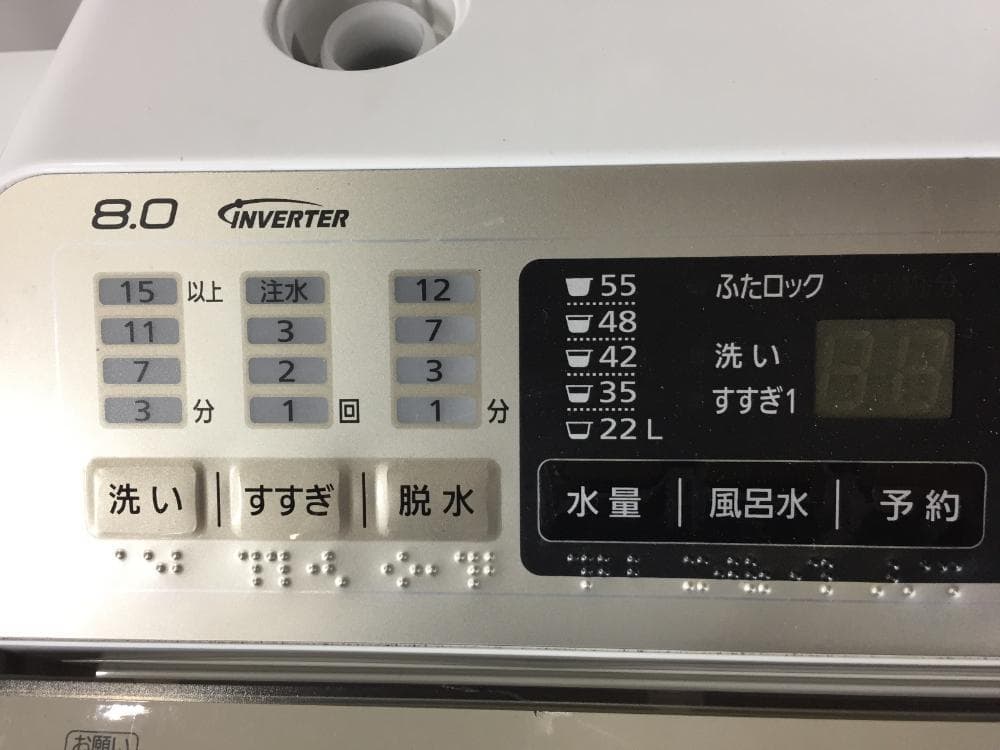 8.0 INVERTER
15 以上 注水 12
11 3 7
7 2 3
3 分 1 回 1 分
洗い すすぎ 脱水
55 ふたロック
48
42 洗い
35 すすぎ1
22L
水量 風呂水 予約
お願い